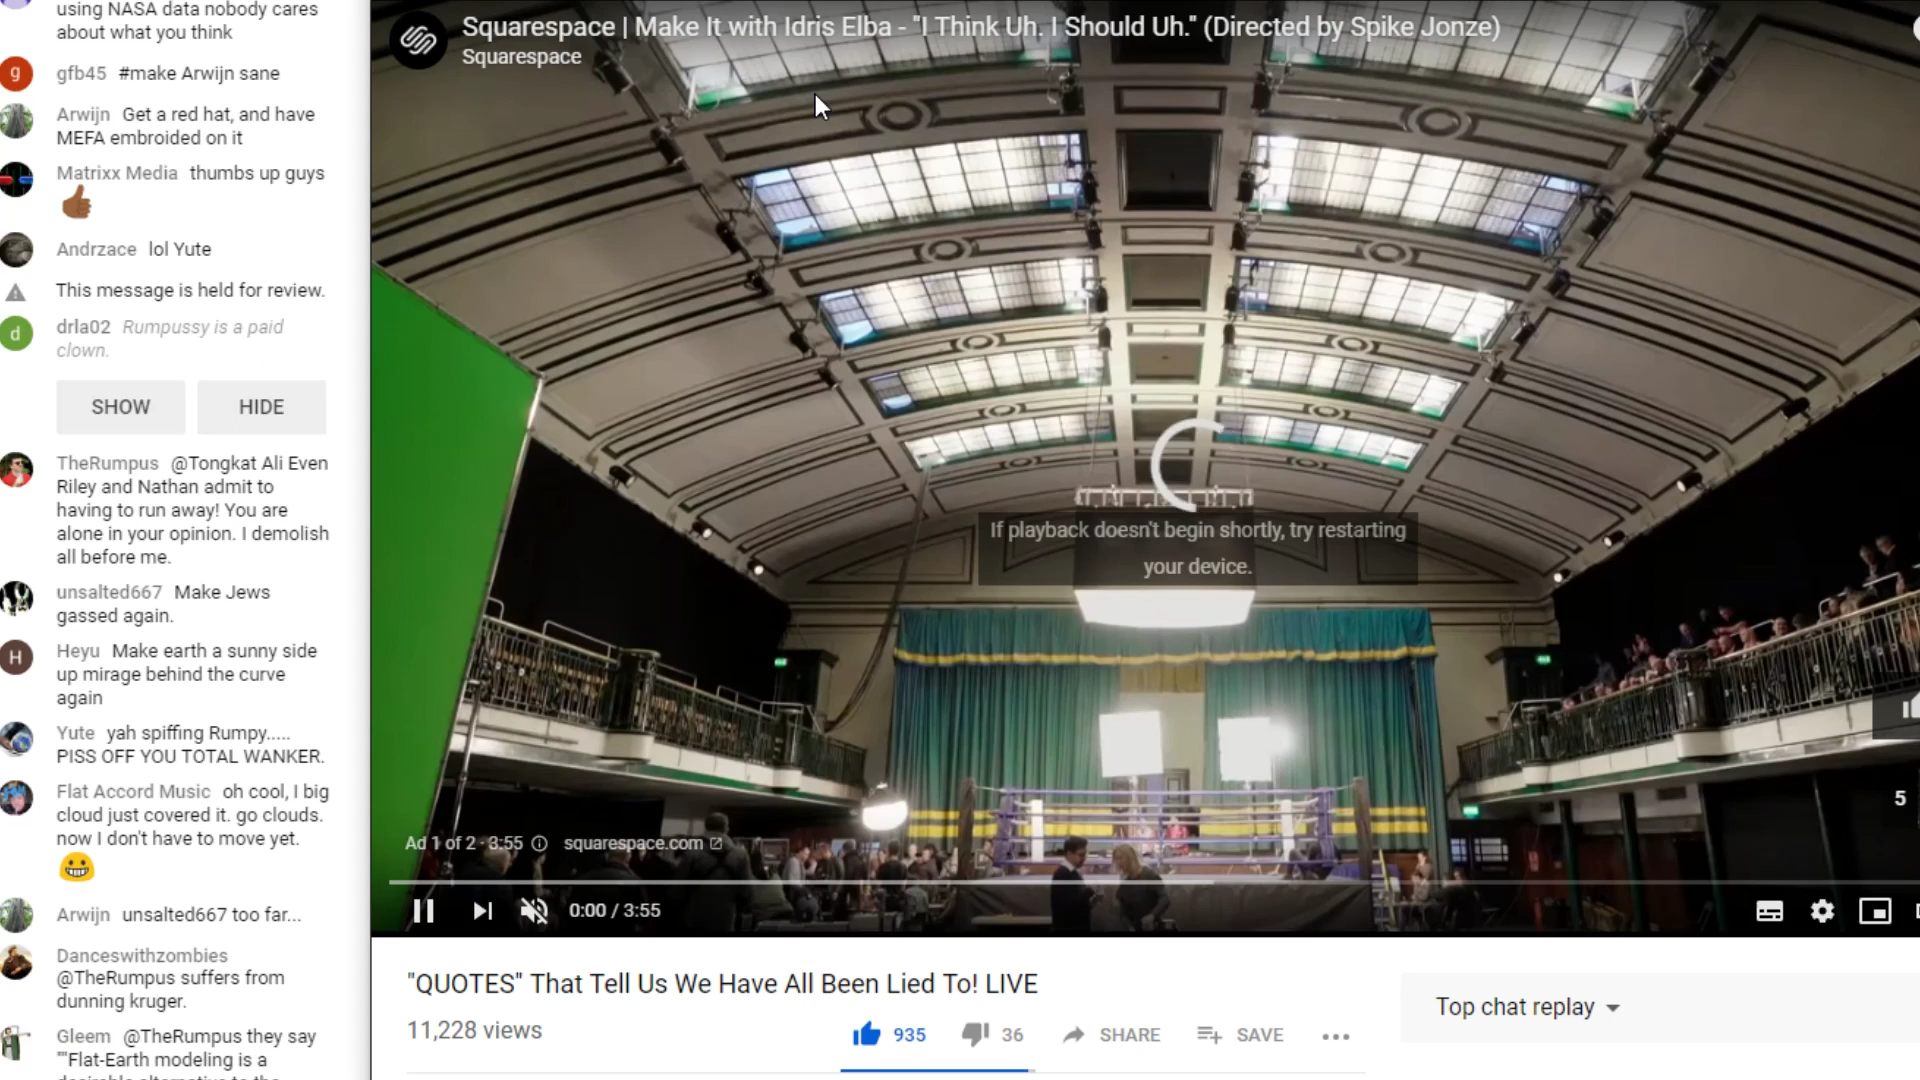 using NASA data nobody cares
about what you think
g
gfb45 #make Arwijn sane
Arwijn Get a red hat, and have
MEFA embroided on it
Matrixx Media thumbs up guys
Andrzace lol Yute
This message is held for review.
d
drla02 Rumpussy is a paid
clown.
SHOW HIDE
TheRumpus @Tongkat Ali Even
Riley and Nathan admit to
having to run away! You are
alone in your opinion. I demolish
all before me.
unsalted667 Make Jews
gassed again.
H
Heyu Make earth a sunny side
up mirage behind the curve
again
Yute yah spiffing Rumpy.....
PISS OFF YOU TOTAL WANKER.
Flat Accord Music oh cool, I big
cloud just covered it. go clouds.
now I don't have to move yet.
Arwijn unsalted667 too far...
Danceswithzombies
@TheRumpus suffers from
dunning kruger.
Gleem @TheRumpus they say
""Flat-Earth modeling is a
Squarespace | Make It with Idris Elba - "I Think Uh. I Should Uh." (Directed by Spike Jonze)
Squarespace
If playback doesn't begin shortly, try restarting
your device.
5
Ad 1 of 2 · 3:55 squarespace.com
0:00 / 3:55
"QUOTES" That Tell Us We Have All Been Lied To! LIVE
11,228 views
935 36 SHARE SAVE
Top chat replay